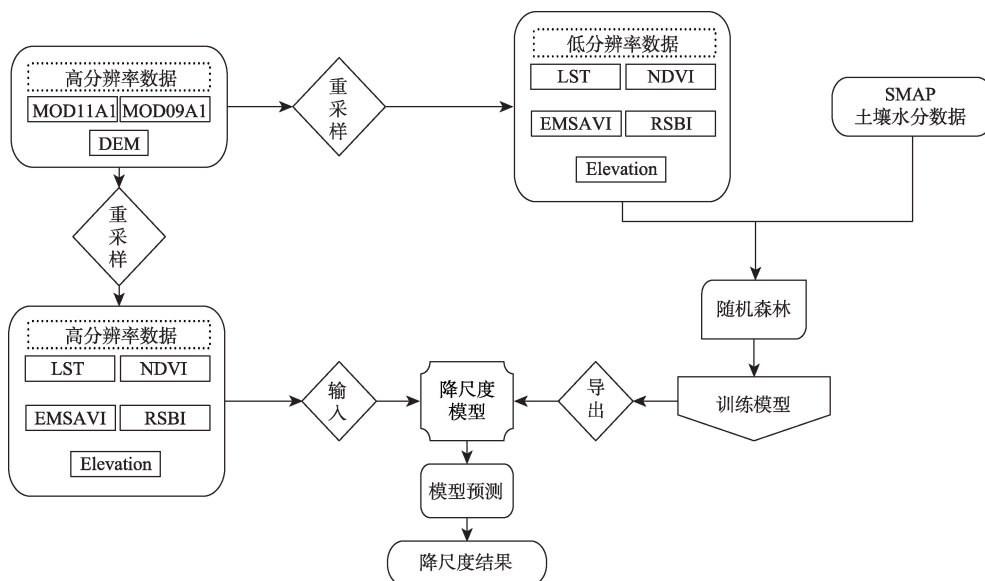 高分辨率数据
MOD11A1 MOD09A1
DEM
重采样
低分辨率数据
LST NDVI
EMSAVI RSBI
Elevation
SMAP
土壤水分数据
重采样
高分辨率数据
LST NDVI
EMSAVI RSBI
Elevation
输入
降尺度
模型
导出
随机森林
训练模型
模型预测
降尺度结果